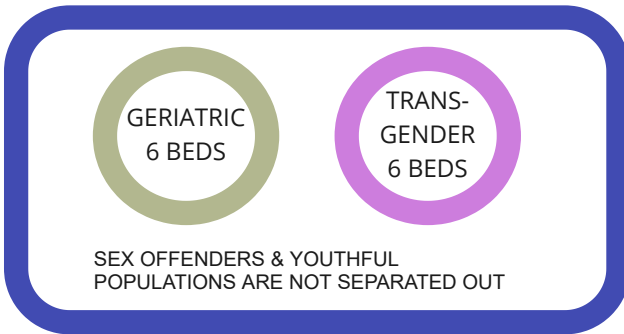 GERIATRIC
6 BEDS
TRANS-
GENDER
6 BEDS
SEX OFFENDERS & YOUTHFUL
POPULATIONS ARE NOT SEPARATED OUT